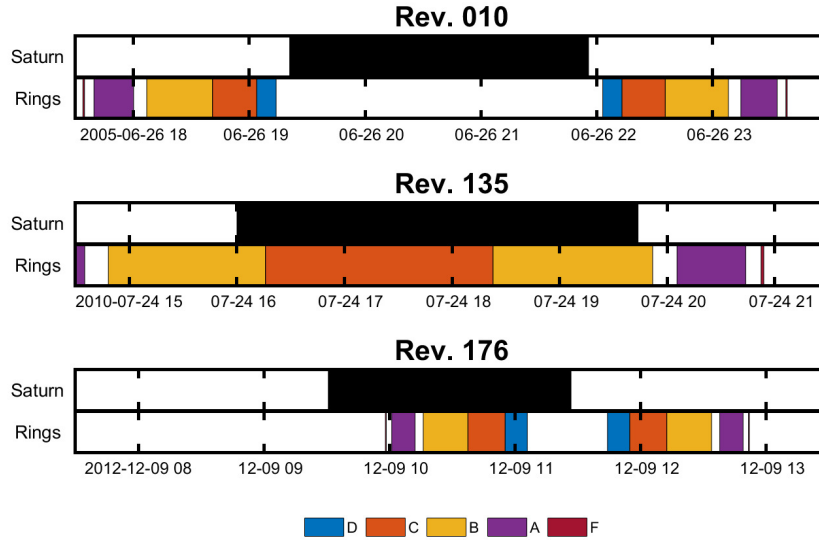 Rev. 010
Saturn
Rings
2005-06-26 18 06-26 19 06-26 20 06-26 21 06-26 22 06-26 23
Rev. 135
Saturn
Rings
2010-07-24 15 07-24 16 07-24 17 07-24 18 07-24 19 07-24 20 07-24 21
Rev. 176
Saturn
Rings
2012-12-09 08 12-09 09 12-09 10 12-09 11 12-09 12 12-09 13
D C B A F